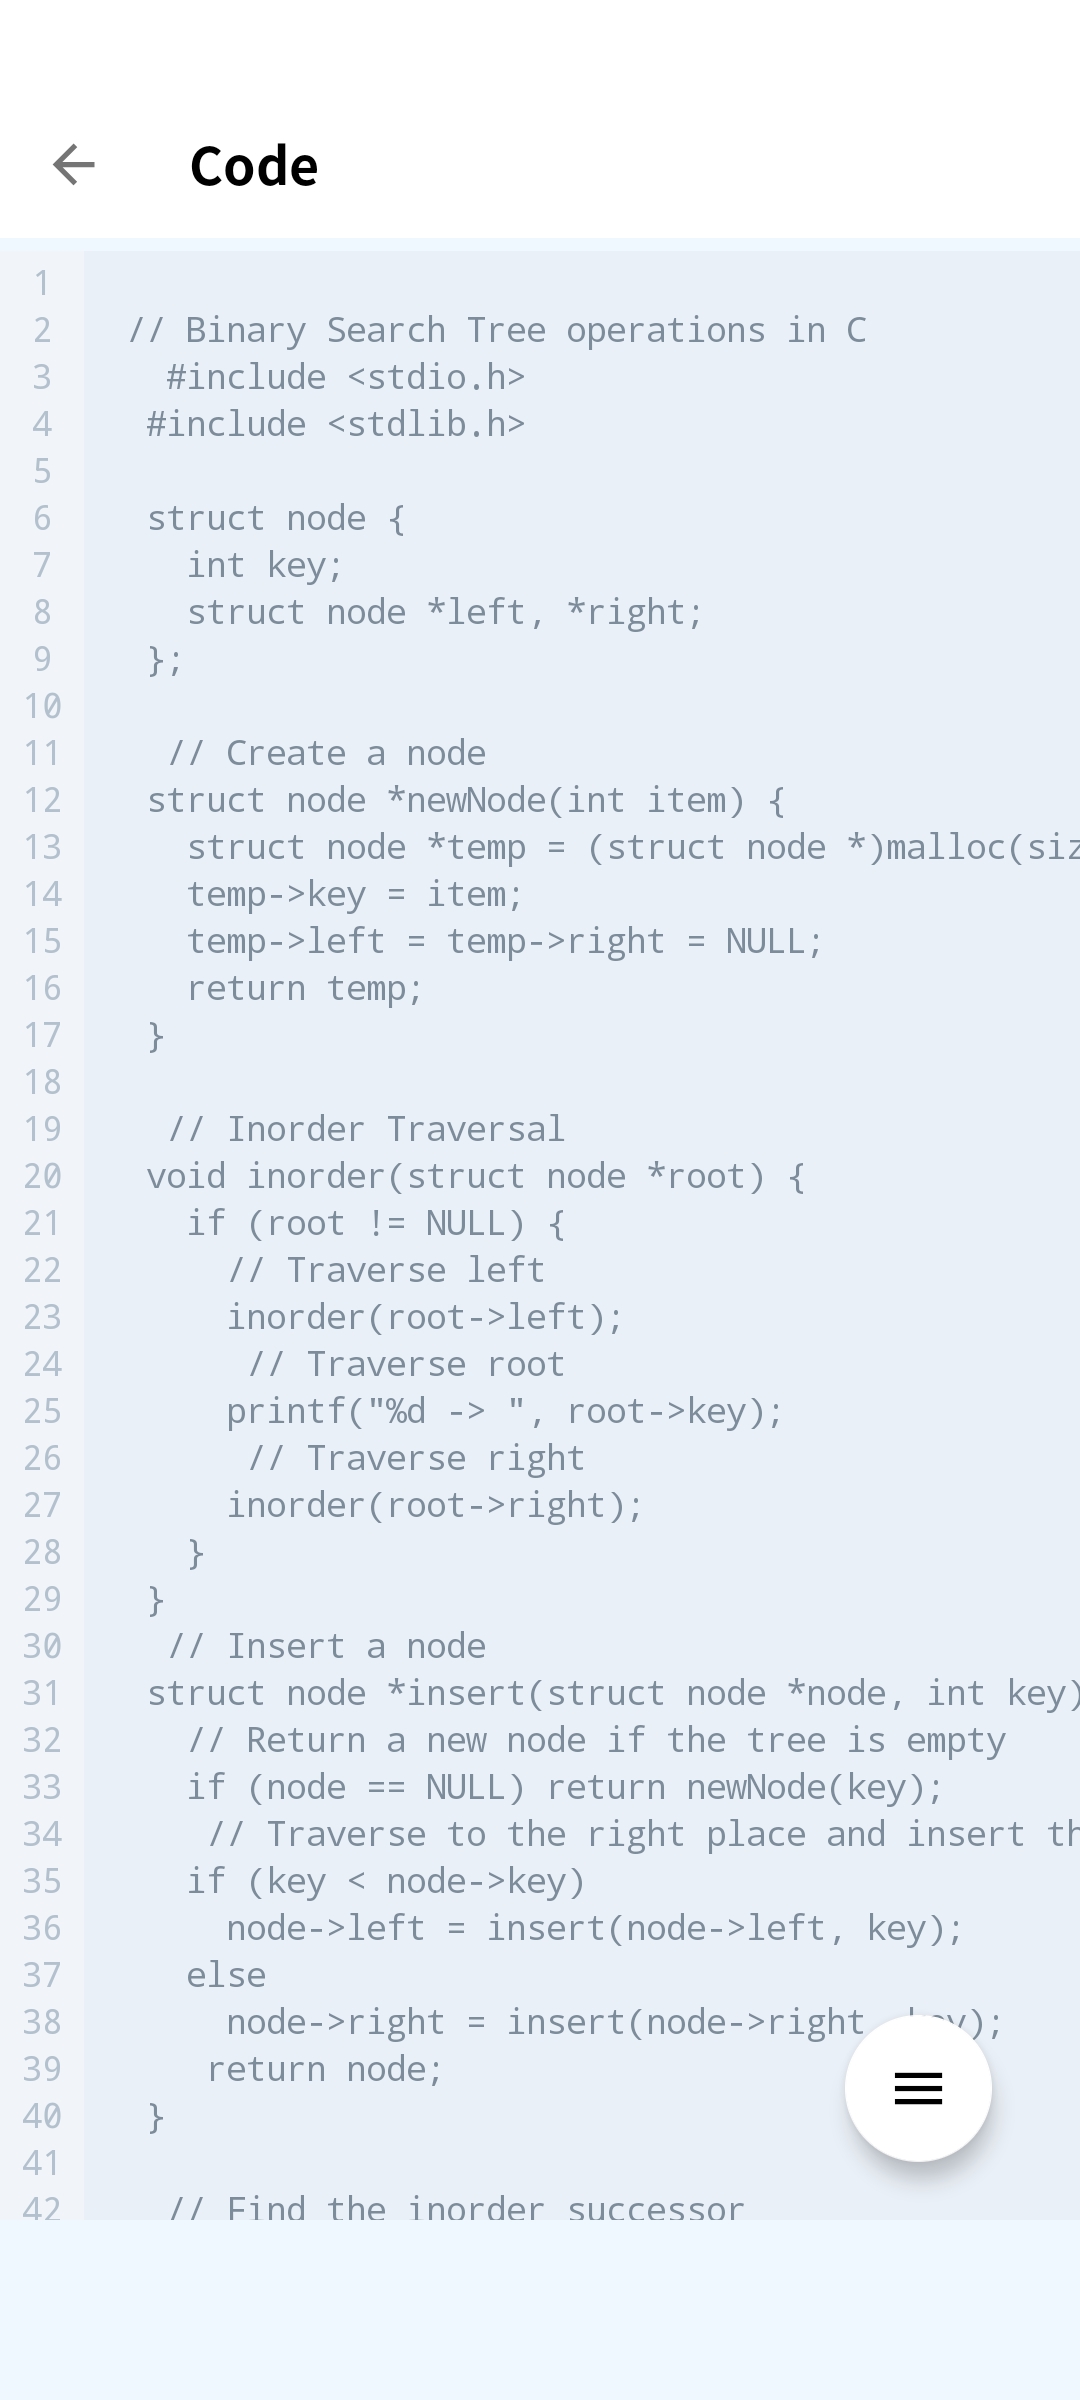 Code
1
2 // Binary Search Tree operations in C
3 #include <stdio.h>
4 #include <stdlib.h>
5
6 struct node {
7 int key;
8 struct node *left, *right;
9 };
10
11 // Create a node
12 struct node *newNode(int item) {
13 struct node *temp = (struct node *)malloc(siz
14 temp->key = item;
15 temp->left = temp->right = NULL;
16 return temp;
17 }
18
19 // Inorder Traversal
20 void inorder(struct node *root) {
21 if (root != NULL) {
22 // Traverse left
23 inorder(root->left);
24 // Traverse root
25 printf("%d -> ", root->key);
26 // Traverse right
27 inorder(root->right);
28 }
29 }
30 // Insert a node
31 struct node *insert(struct node *node, int key)
32 // Return a new node if the tree is empty
33 if (node == NULL) return newNode(key);
34 // Traverse to the right place and insert th
35 if (key < node->key)
36 node->left = insert(node->left, key);
37 else
38 node->right = insert(node->right, key);
39 return node;
40 }
41
42 // Find the inorder successor